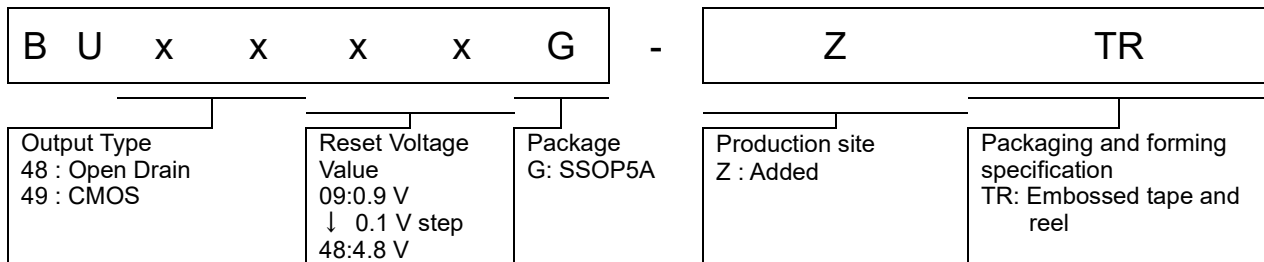 B U x x x x G - Z TR
Output Type
48 : Open Drain
49 : CMOS
Reset Voltage
Value
09:0.9 V
↓ 0.1 V step
48:4.8 V
Package
G: SSOP5A
Production site
Z : Added
Packaging and forming
specification
TR: Embossed tape and
reel